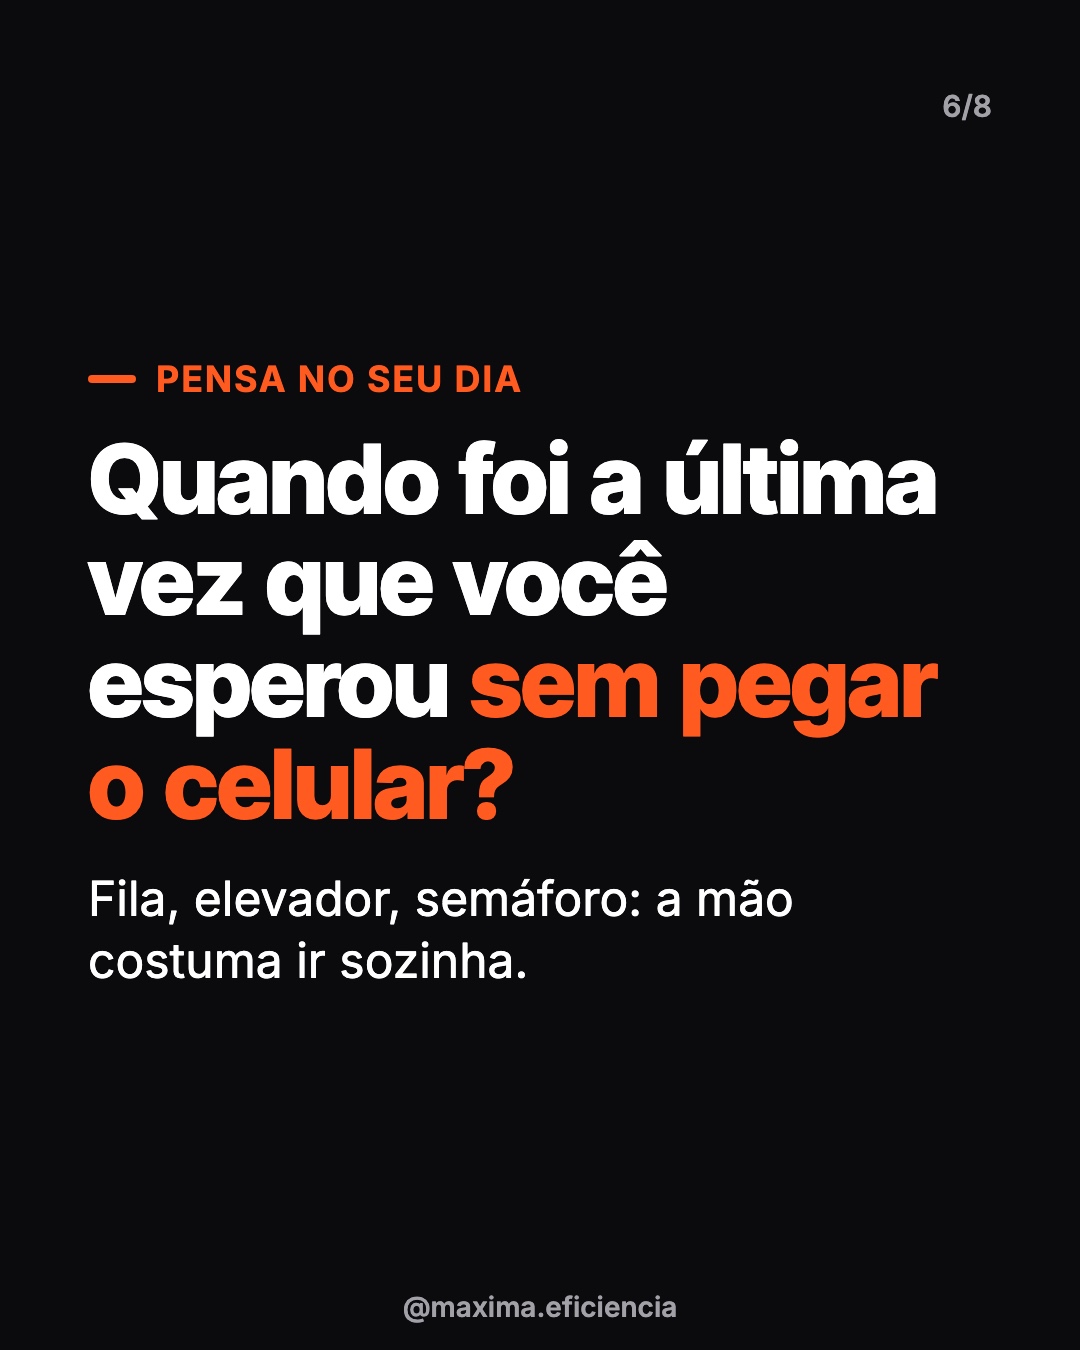 6/8
PENSA NO SEU DIA
Quando foi a última
vez que você
esperou sem pegar
o celular?
Fila, elevador, semáforo: a mão
costuma ir sozinha.
@maxima.eficiencia